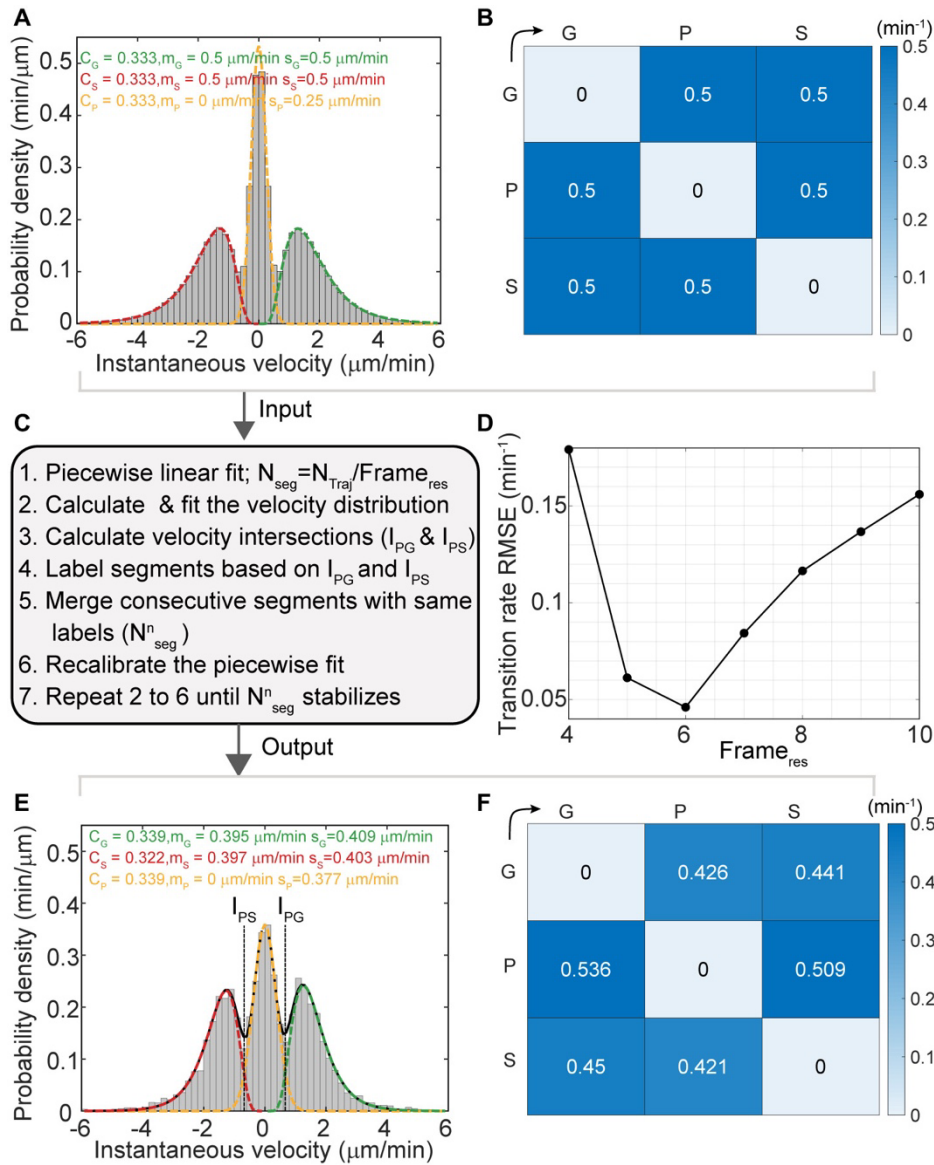 A
C_G = 0.333,m_G = 0.5 μm/min s_G=0.5 μm/min
C_S = 0.333,m_S = 0.5 μm/min s_S=0.5 μm/min
C_P = 0.333,m_P = 0 μm/min s_P=0.25 μm/min
Probability density (min/μm)
0.5
0.4
0.3
0.2
0.1
0
-6 -4 -2 0 2 4 6
Instantaneous velocity (μm/min)
B
G P S
(min⁻¹)
G 0 0.5 0.5
P 0.5 0 0.5
S 0.5 0.5 0
0.5
0.4
0.3
0.2
0.1
0
Input
C
1. Piecewise linear fit; N_seg=N_Traj/Frame_res
2. Calculate & fit the velocity distribution
3. Calculate velocity intersections (I_PG & I_PS)
4. Label segments based on I_PG and I_PS
5. Merge consecutive segments with same
labels (Nⁿ_seg )
6. Recalibrate the piecewise fit
7. Repeat 2 to 6 until Nⁿ_seg stabilizes
Output
D
Transition rate RMSE (min⁻¹)
0.15
0.1
0.05
4 6 8 10
Frame_res
E
C_G = 0.339,m_G = 0.395 μm/min s_G=0.409 μm/min
C_S = 0.322,m_S = 0.397 μm/min s_S=0.403 μm/min
C_P = 0.339,m_P = 0 μm/min s_P=0.377 μm/min
I_PS I_PG
Probability density (min/μm)
0.5
0.4
0.3
0.2
0.1
0
-6 -4 -2 0 2 4 6
Instantaneous velocity (μm/min)
F
G P S
(min⁻¹)
G 0 0.426 0.441
P 0.536 0 0.509
S 0.45 0.421 0
0.5
0.4
0.3
0.2
0.1
0